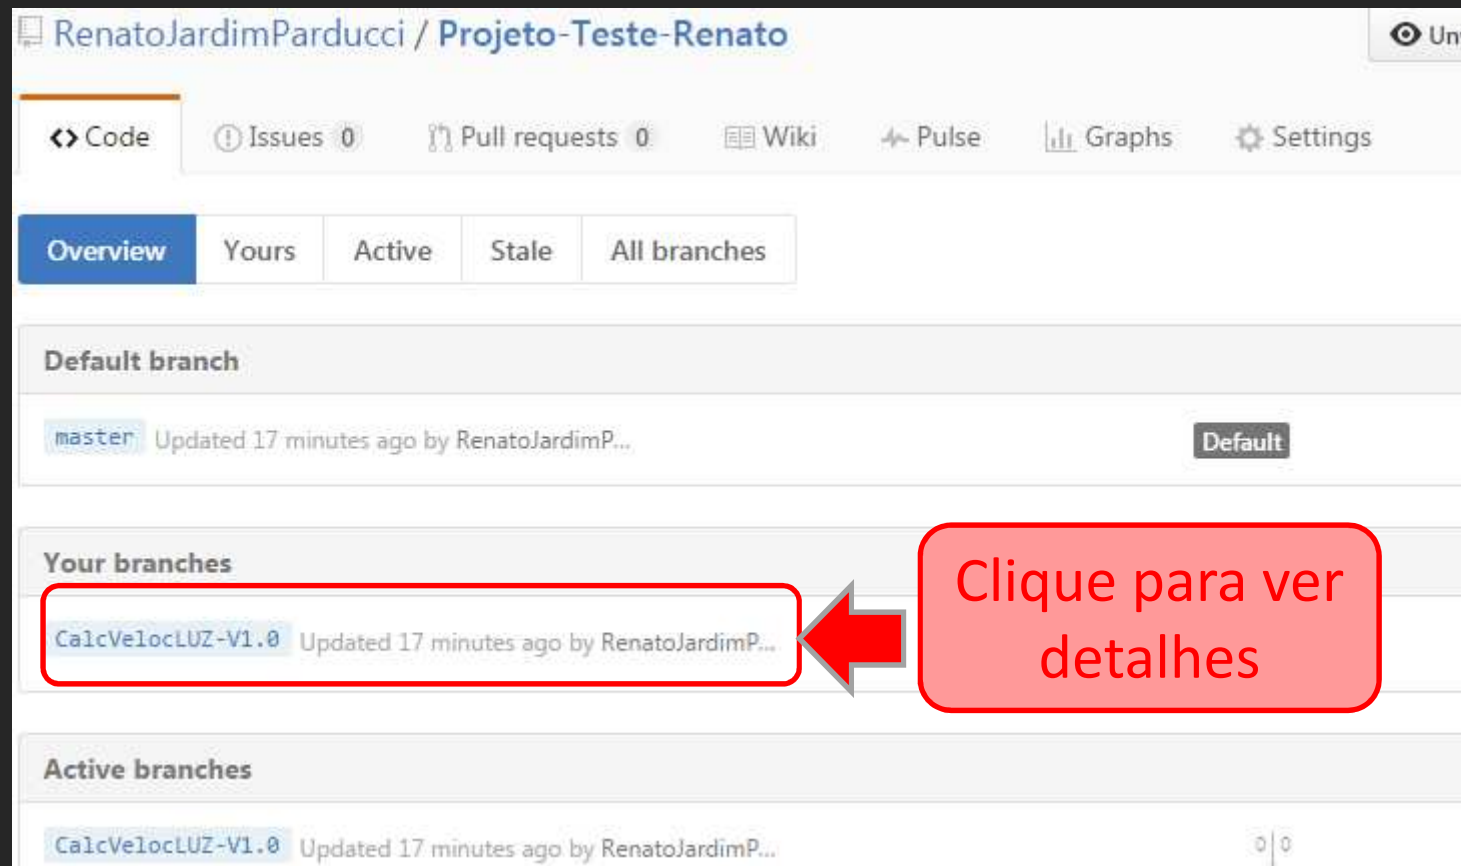 RenatoJardimParducci / Projeto-Teste-Renato
Code Issues 0 Pull requests 0 Wiki Pulse Graphs Settings
Overview Yours Active Stale All branches
Default branch
master Updated 17 minutes ago by RenatoJardimP... Default
Your branches
CalcVelocLUZ-V1.0 Updated 17 minutes ago by RenatoJardimP...
Clique para ver
detalhes
Active branches
CalcVelocLUZ-V1.0 Updated 17 minutes ago by RenatoJardimP... 0 0